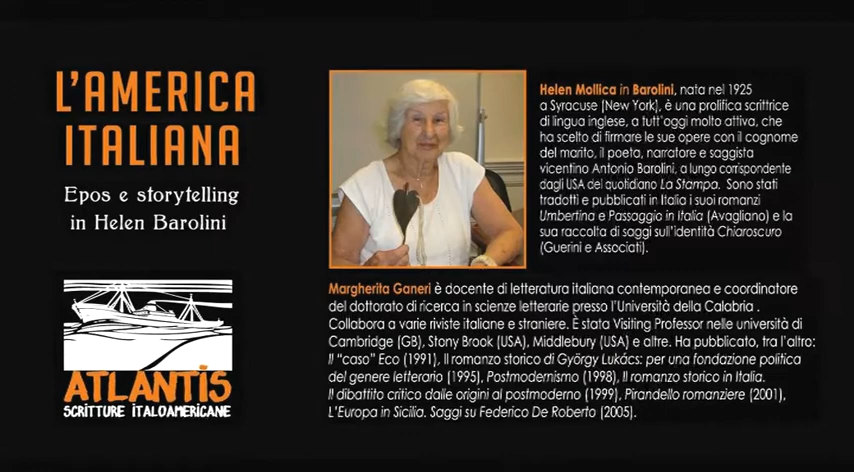 L'AMERICA
ITALIANA
Epos e storytelling
in Helen Barolini
ATLANTIS
SCRITTURE ITALOAMERICANE
Helen Mollica in Barolini, nata nel 1925
a Syracuse (New York), è una prolifica scrittrice
di lingua inglese, a tutt'oggi molto attiva, che
ha scelto di firmare le sue opere con il cognome
del marito, il poeta, narratore e saggista
vicentino Antonio Barolini, a lungo corrispondente
dagli USA del quotidiano La Stampa. Sono stati
tradotti e pubblicati in Italia i suoi romanzi
Umbertina e Passaggio in Italia (Avagliano) e la
sua raccolta di saggi sull'identità Chiaroscuro
(Guerini e Associati).
Margherita Ganeri è docente di letteratura italiana contemporanea e coordinatore
del dottorato di ricerca in scienze letterarie presso l'Università della Calabria .
Collabora a varie riviste italiane e straniere. È stata Visiting Professor nelle università di
Cambridge (GB), Stony Brook (USA), Middlebury (USA) e altre. Ha pubblicato, tra l'altro:
Il "caso" Eco (1991), Il romanzo storico di György Lukács: per una fondazione politica
del genere letterario (1995), Postmodernismo (1998), Il romanzo storico in Italia.
Il dibattito critico dalle origini al postmoderno (1999), Pirandello romanziere (2001),
L'Europa in Sicilia. Saggi su Federico De Roberto (2005).